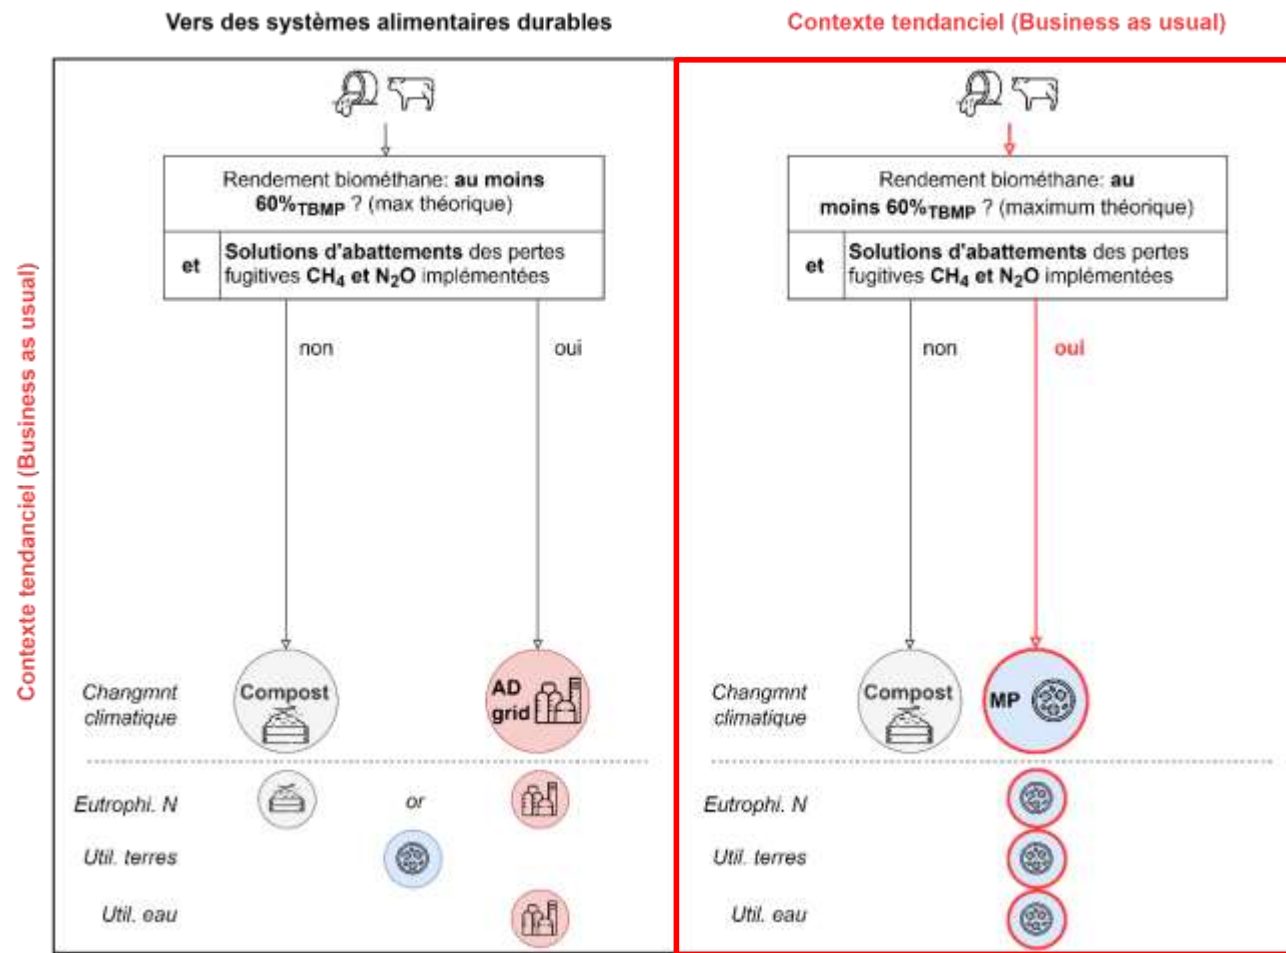 Vers des systèmes alimentaires durables
Contexte tendanciel (Business as usual)
Contexte tendanciel (Business as usual)
Rendement biométhane: au moins
60%TBMP ? (max théorique)
et
Solutions d'abattements des pertes
fugitives CH4 et N2O implémentées
non
oui
Changmnt
climatique
Compost
AD
grid
Eutrophi. N
or
Util. terres
Util. eau
Rendement biométhane: au
moins 60%TBMP ? (maximum théorique)
et
Solutions d'abattements des pertes
fugitives CH4 et N2O implémentées
non
oui
Changmnt
climatique
Compost
MP
Eutrophi. N
Util. terres
Util. eau